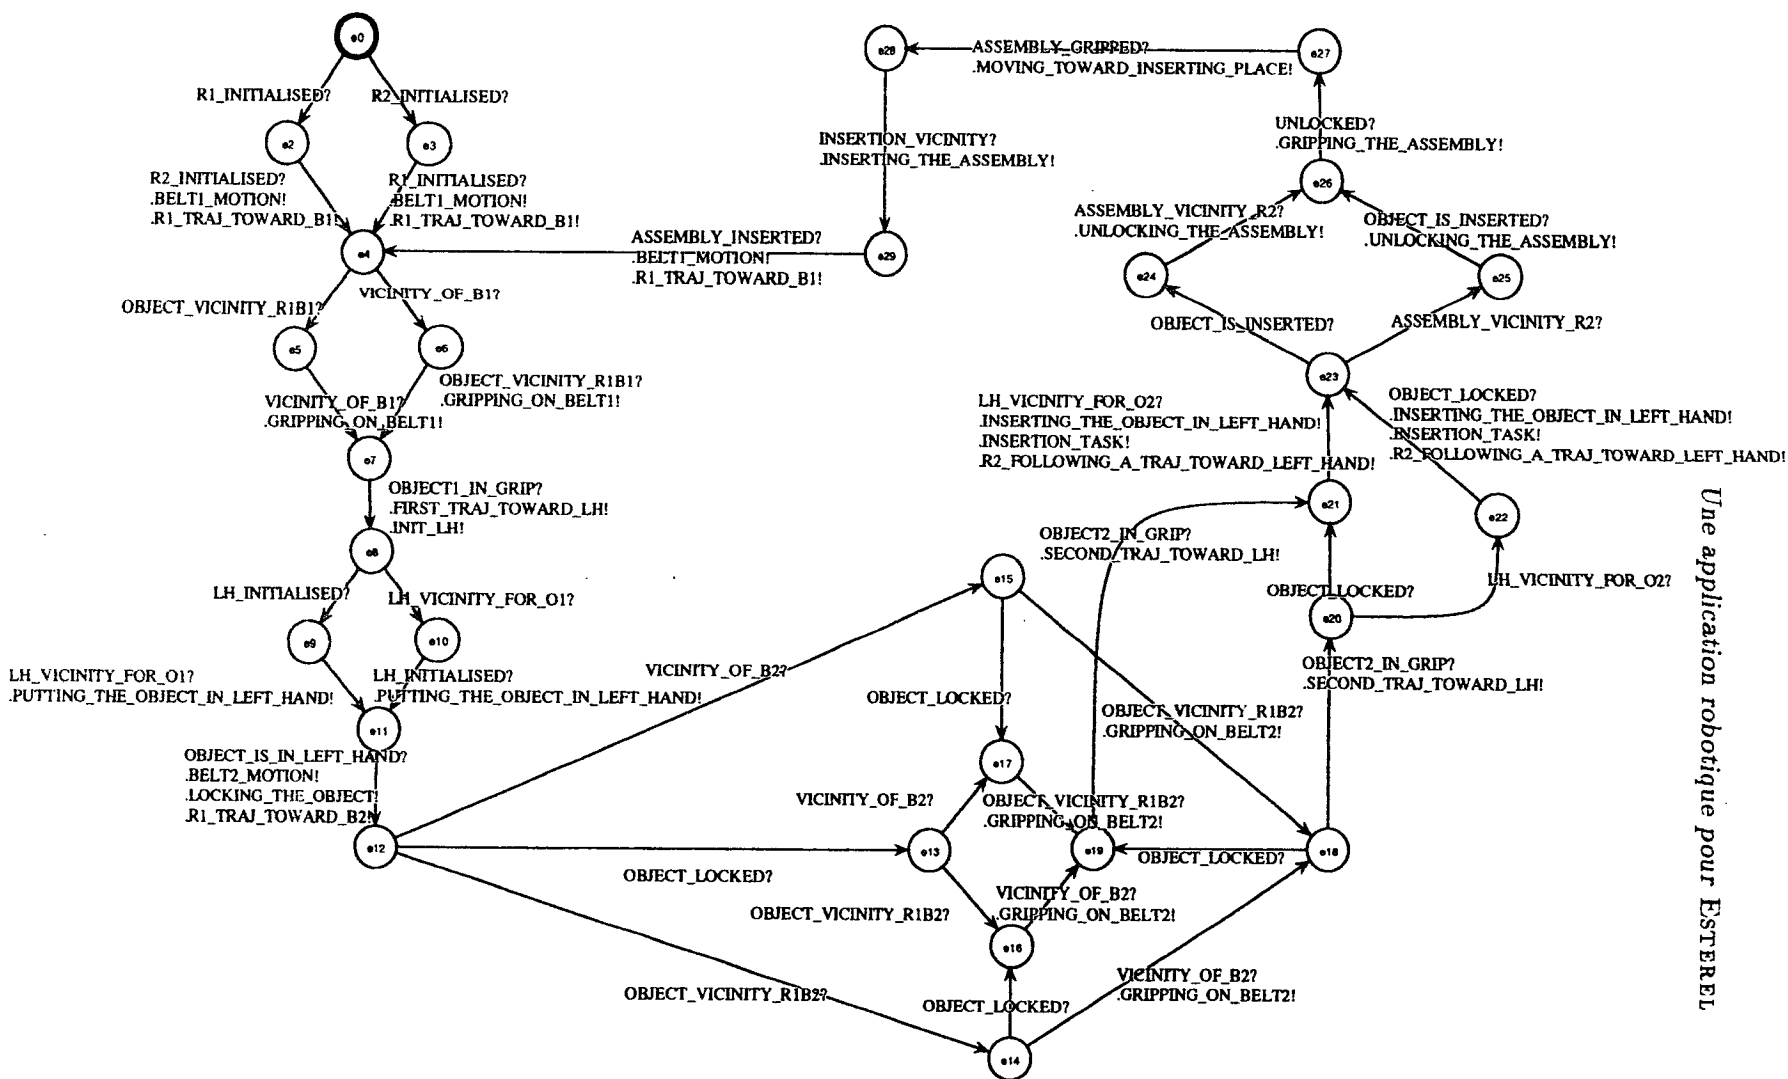 e0
R1_INITIALISED?
R2_INITIALISED?
e2
e3
R2_INITIALISED?
.BELT1_MOTION!
.R1_TRAJ_TOWARD_B1!
R1_INITIALISED?
.BELT1_MOTION!
.R1_TRAJ_TOWARD_B1!
e4
OBJECT_VICINITY_R1B1?
VICINITY_OF_B1?
e5
e6
VICINITY_OF_B1?
.GRIPPING_ON_BELT1!
OBJECT_VICINITY_R1B1?
.GRIPPING_ON_BELT1!
e7
OBJECT1_IN_GRIP?
.FIRST_TRAJ_TOWARD_LH!
.INIT_LH!
e8
LH_INITIALISED?
LH_VICINITY_FOR_O1?
e9
e10
LH_VICINITY_FOR_O1?
.PUTTING_THE_OBJECT_IN_LEFT_HAND!
LH_INITIALISED?
.PUTTING_THE_OBJECT_IN_LEFT_HAND!
e11
OBJECT_IS_IN_LEFT_HAND?
.BELT2_MOTION!
.LOCKING_THE_OBJECT!
.R1_TRAJ_TOWARD_B2!
e12
VICINITY_OF_B2?
OBJECT_LOCKED?
OBJECT_VICINITY_R1B2?
e15
OBJECT_LOCKED?
OBJECT_VICINITY_R1B2?
.GRIPPING_ON_BELT2!
e17
VICINITY_OF_B2?
OBJECT_VICINITY_R1B2?
.GRIPPING_ON_BELT2!
e13
e19
OBJECT_LOCKED?
e18
OBJECT_VICINITY_R1B2?
VICINITY_OF_B2?
.GRIPPING_ON_BELT2!
e16
OBJECT_LOCKED?
VICINITY_OF_B2?
.GRIPPING_ON_BELT2!
e14
OBJECT2_IN_GRIP?
.SECOND_TRAJ_TOWARD_LH!
OBJECT2_IN_GRIP?
.SECOND_TRAJ_TOWARD_LH!
e20
OBJECT_LOCKED?
LH_VICINITY_FOR_O2?
e21
e22
LH_VICINITY_FOR_O2?
.INSERTING_THE_OBJECT_IN_LEFT_HAND!
.INSERTION_TASK!
.R2_FOLLOWING_A_TRAJ_TOWARD_LEFT_HAND!
OBJECT_LOCKED?
.INSERTING_THE_OBJECT_IN_LEFT_HAND!
.INSERTION_TASK!
.R2_FOLLOWING_A_TRAJ_TOWARD_LEFT_HAND!
e23
OBJECT_IS_INSERTED?
ASSEMBLY_VICINITY_R2?
e24
e25
ASSEMBLY_VICINITY_R2?
.UNLOCKING_THE_ASSEMBLY!
OBJECT_IS_INSERTED?
.UNLOCKING_THE_ASSEMBLY!
e26
UNLOCKED?
.GRIPPING_THE_ASSEMBLY!
e27
ASSEMBLY_GRIPPED?
.MOVING_TOWARD_INSERTING_PLACE!
e28
INSERTION_VICINITY?
.INSERTING_THE_ASSEMBLY!
e29
ASSEMBLY_INSERTED?
.BELT1_MOTION!
.R1_TRAJ_TOWARD_B1!
Une application robotique pour ESTEREL